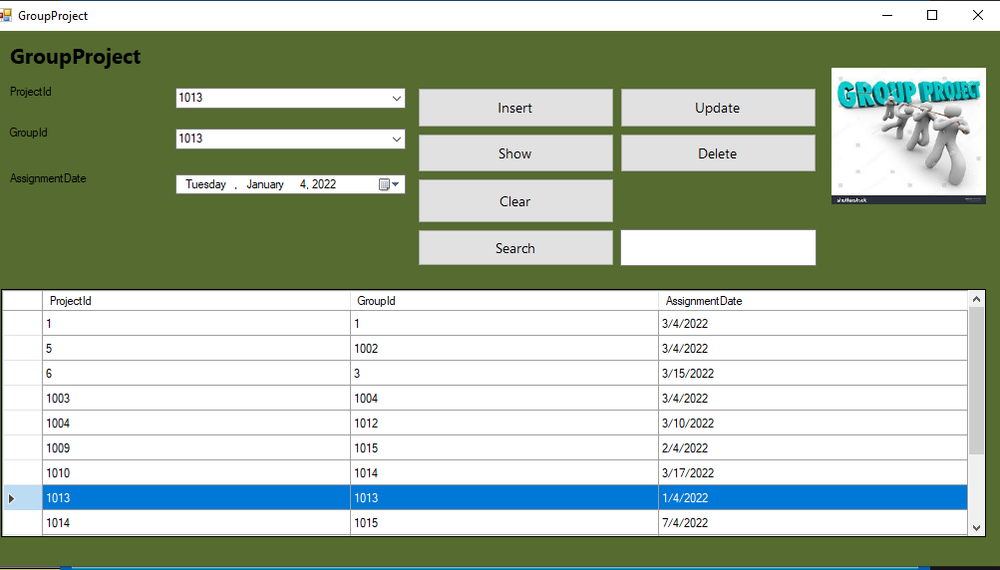 GroupProject
GroupProject
ProjectId
1013
GroupId
1013
AssignmentDate
Tuesday , January 4, 2022
Insert
Update
Show
Delete
Clear
Search
GROUP PROJECT
shutterstock
ProjectId GroupId AssignmentDate
1 1 3/4/2022
5 1002 3/4/2022
6 3 3/15/2022
1003 1004 3/4/2022
1004 1012 3/10/2022
1009 1015 2/4/2022
1010 1014 3/17/2022
1013 1013 1/4/2022
1014 1015 7/4/2022